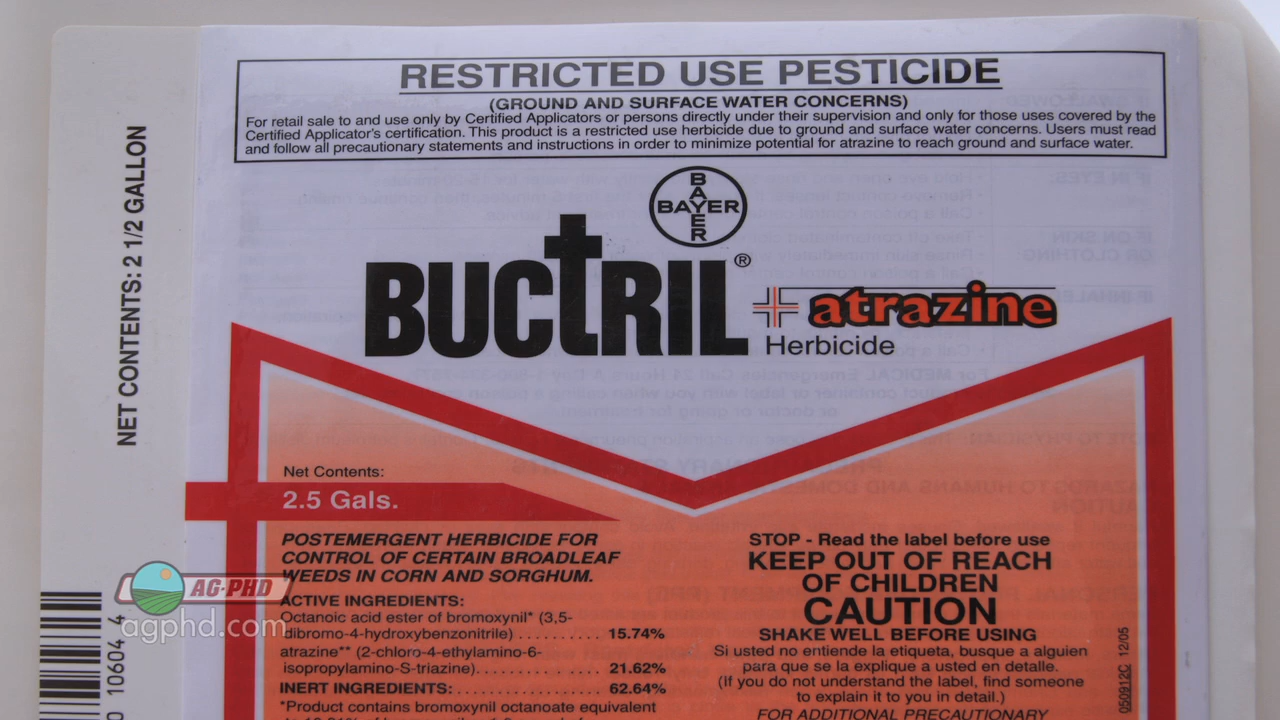 RESTRICTED USE PESTICIDE
(GROUND AND SURFACE WATER CONCERNS)
For retail sale to and use only by Certified Applicators or persons directly under their supervision and only for those uses covered by the
Certified Applicator's certification. This product is a restricted use herbicide due to ground and surface water concerns. Users must read
and follow all precautionary statements and instructions in order to minimize potential for atrazine to reach ground and surface water.
NET CONTENTS: 2 1/2 GALLON
BAYER
BAYER
BUCTRIL® + atrazine
Herbicide
Net Contents:
2.5 Gals.
POSTEMERGENT HERBICIDE FOR
CONTROL OF CERTAIN BROADLEAF
WEEDS IN CORN AND SORGHUM.
ACTIVE INGREDIENTS:
Octanoic acid ester of bromoxynil* (3,5-
dibromo-4-hydroxybenzonitrile) . . . . . . . . . . 15.74%
atrazine** (2-chloro-4-ethylamino-6-
isopropylamino-S-triazine). . . . . . . . . . . . . . . 21.62%
INERT INGREDIENTS: . . . . . . . . . . . . . . . . . 62.64%
*Product contains bromoxynil octanoate equivalent
STOP - Read the label before use
KEEP OUT OF REACH
OF CHILDREN
CAUTION
SHAKE WELL BEFORE USING
Si usted no entiende la etiqueta, busque a alguien
para que se la explique a usted en detalle.
(If you do not understand the label, find someone
to explain it to you in detail.)
FOR ADDITIONAL PRECAUTIONARY
050912C 12/05
10604 4
AG-PHD
agphd.com